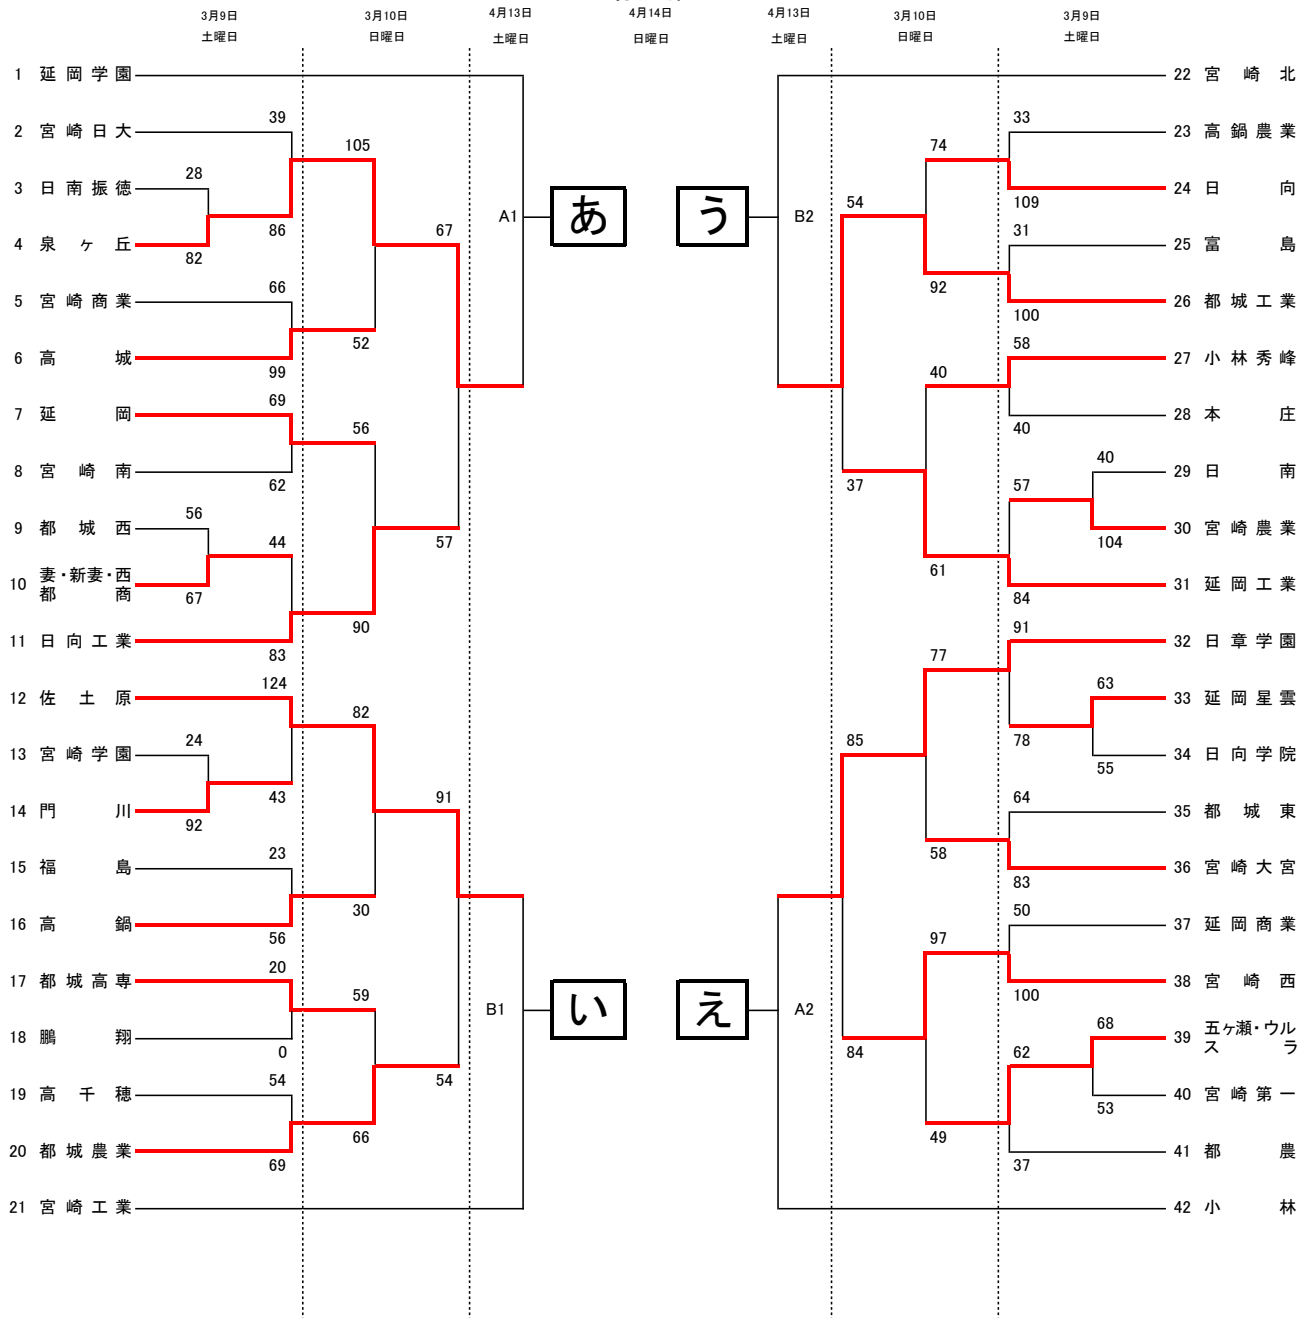 3月9日 3月10日 4月13日 4月14日 4月13日 3月10日 3月9日
土曜日 日曜日 土曜日 日曜日 土曜日 日曜日 土曜日
1 延岡学園
39
2 宮崎日大
105
28
3 日南振徳
86
4 泉ヶ丘
82
67
66
5 宮崎商業
52
6 高城
99
69
7 延岡
56
8 宮崎南
62
56
9 都城西
44
57
10 妻・新妻・西
都商
67
90
11 日向工業
83
124
12 佐土原
82
24
13 宮崎学園
43
14 門川
92
91
23
15 福島
30
16 高鍋
56
20
17 都城高専
59
18 鵬翔
0
54
54
19 高千穂
66
20 都城農業
69
21 宮崎工業
A1 あ
B1 い
う B2
え A2
22 宮崎北
33
23 高鍋農業
74
24 日向
109
54
31
25 富島
92
26 都城工業
100
58
27 小林秀峰
40
28 本庄
40
40
29 日南
57
37
30 宮崎農業
104
61
31 延岡工業
84
91
32 日章学園
77
63
33 延岡星雲
78
85
34 日向学院
55
64
35 都城東
58
36 宮崎大宮
83
50
37 延岡商業
97
38 宮崎西
100
68
39 五ヶ瀬・ウル
スラ
62
84
40 宮崎第一
53
49
41 都農
37
42 小林